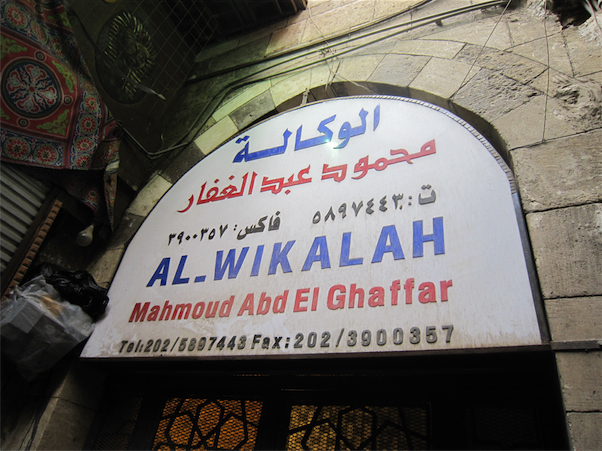 الوكالة
محمود عبد الغفار
ت: ٥٨٩٧٤٤٣ فاكس: ٣٩٠٠٣٥٧
AL-WIKALAH
Mahmoud Abd El Ghaffar
Tel:202/5897443 Fax:202/3900357